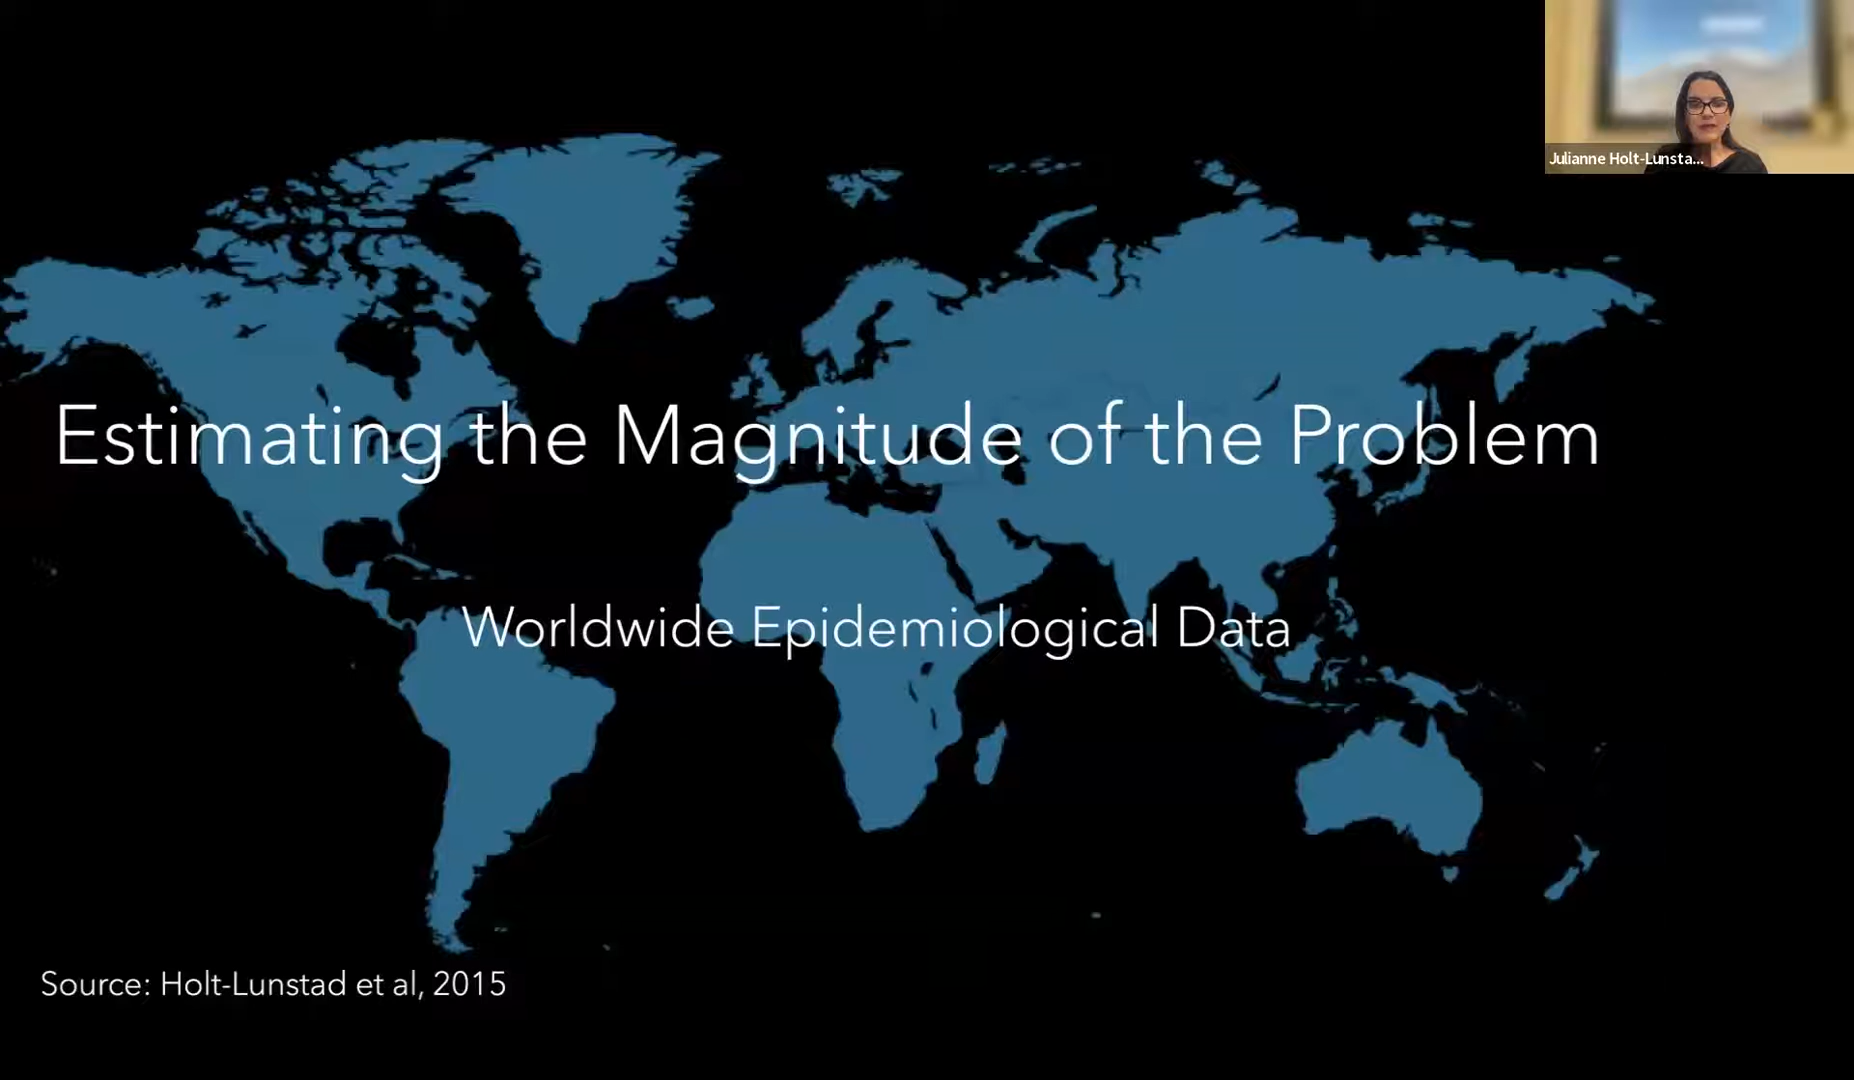 Julianne Holt-Lunsta...
Estimating the Magnitude of the Problem
Worldwide Epidemiological Data
Source: Holt-Lunstad et al, 2015